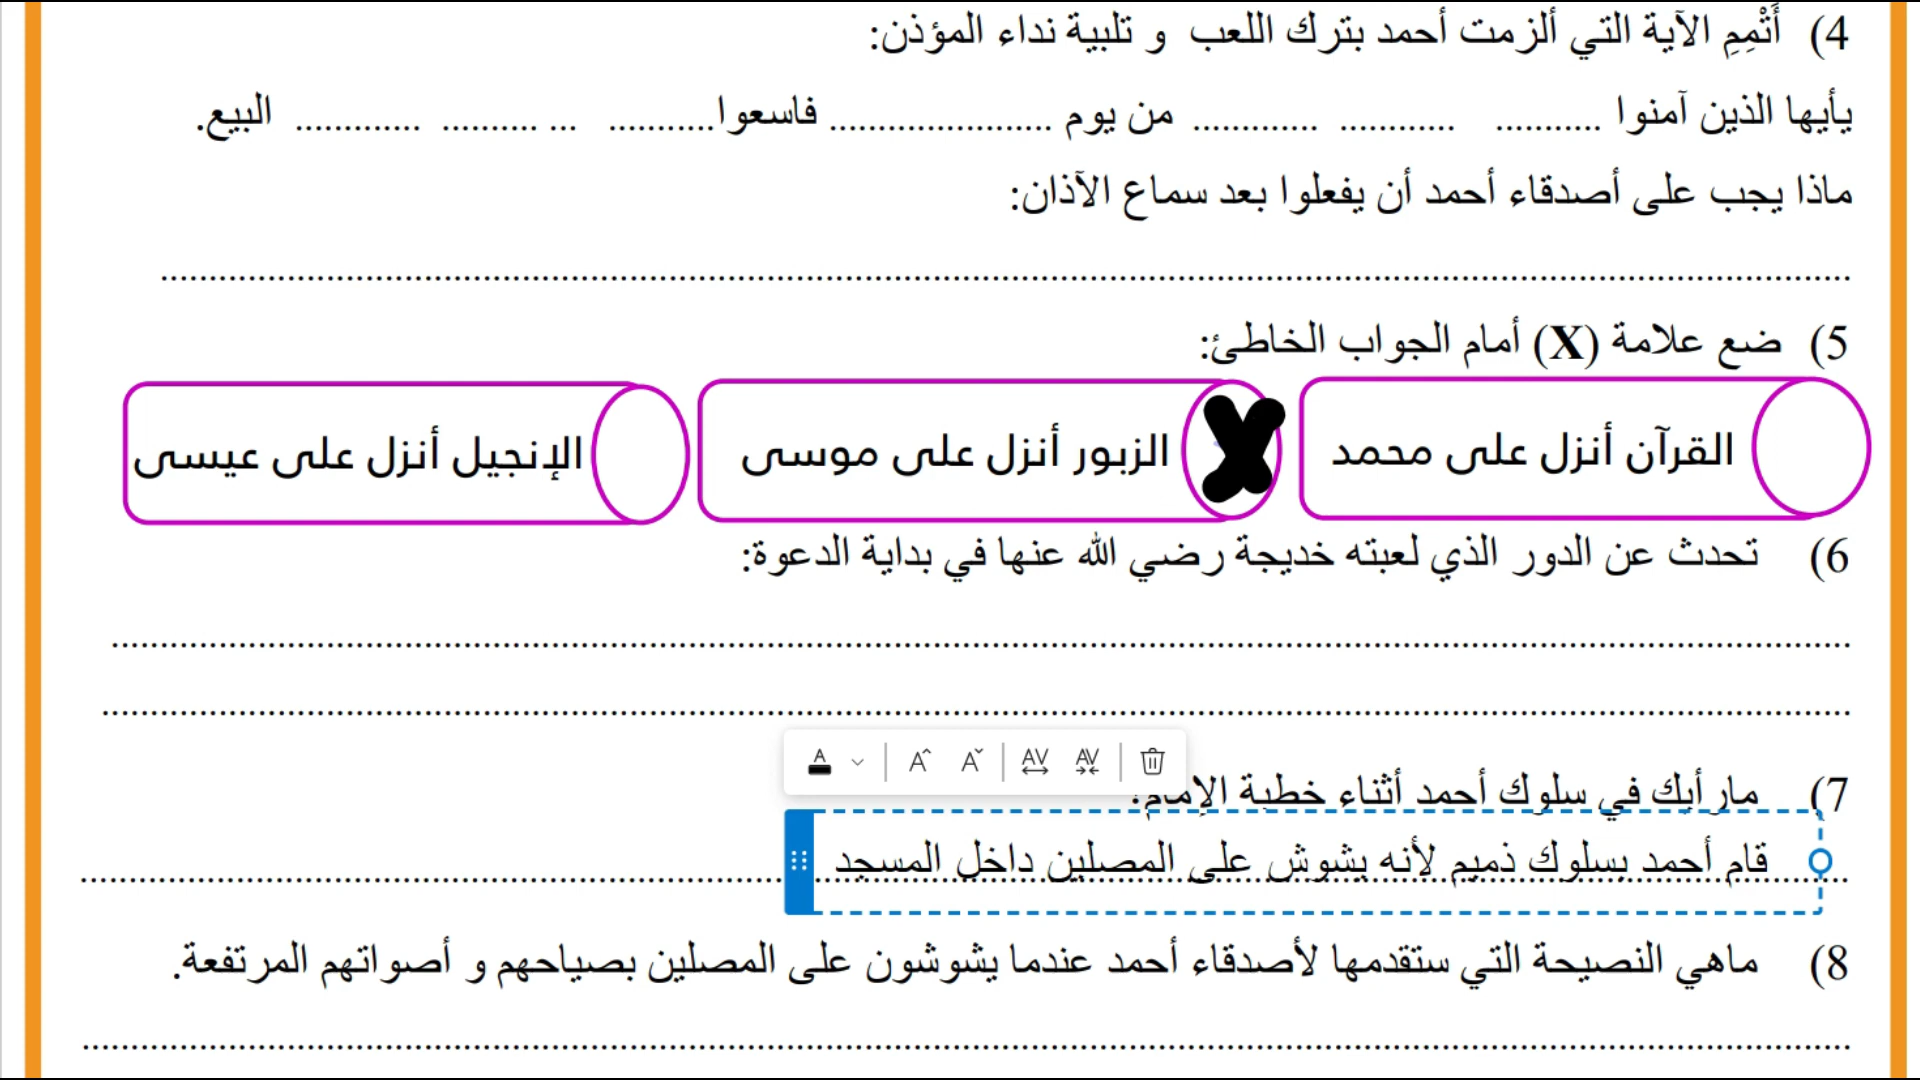 4) أَتْمِمِ الآية التي ألزمت أحمد بترك اللعب و تلبية نداء المؤذن:
يأيها الذين آمنوا ........... ............ ............. من يوم ....................... فاسعوا........... ... .......... ............. البيع.
ماذا يجب على أصدقاء أحمد أن يفعلوا بعد سماع الآذان:
5) ضع علامة (X) أمام الجواب الخاطئ:
القرآن أنزل على محمد
X الزبور أنزل على موسى
الإنجيل أنزل على عيسى
6) تحدث عن الدور الذي لعبته خديجة رضي الله عنها في بداية الدعوة:
7) مارأيك في سلوك أحمد أثناء خطبة الإمام:
قام أحمد بسلوك ذميم لأنه يشوش على المصلين داخل المسجد
8) ماهي النصيحة التي ستقدمها لأصدقاء أحمد عندما يشوشون على المصلين بصياحهم و أصواتهم المرتفعة.